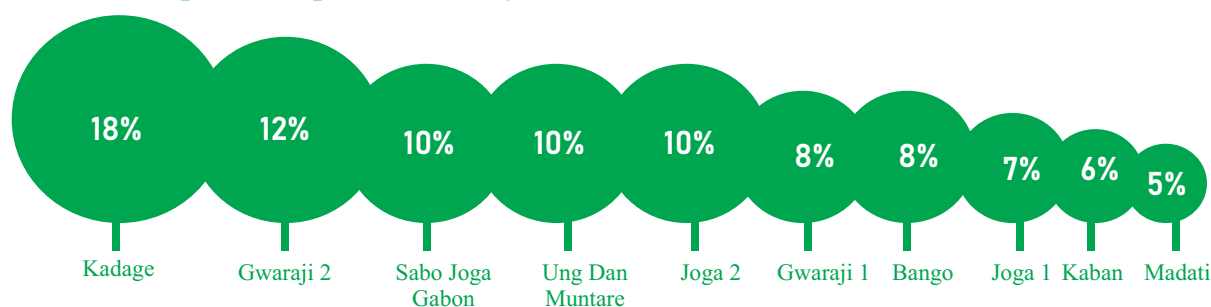 18%
12%
10%
10%
10%
8%
8%
7%
6%
5%
Kadage
Gwaraji 2
Sabo Joga
Gabon
Ung Dan
Muntare
Joga 2
Gwaraji 1
Bango
Joga 1
Kaban
Madati